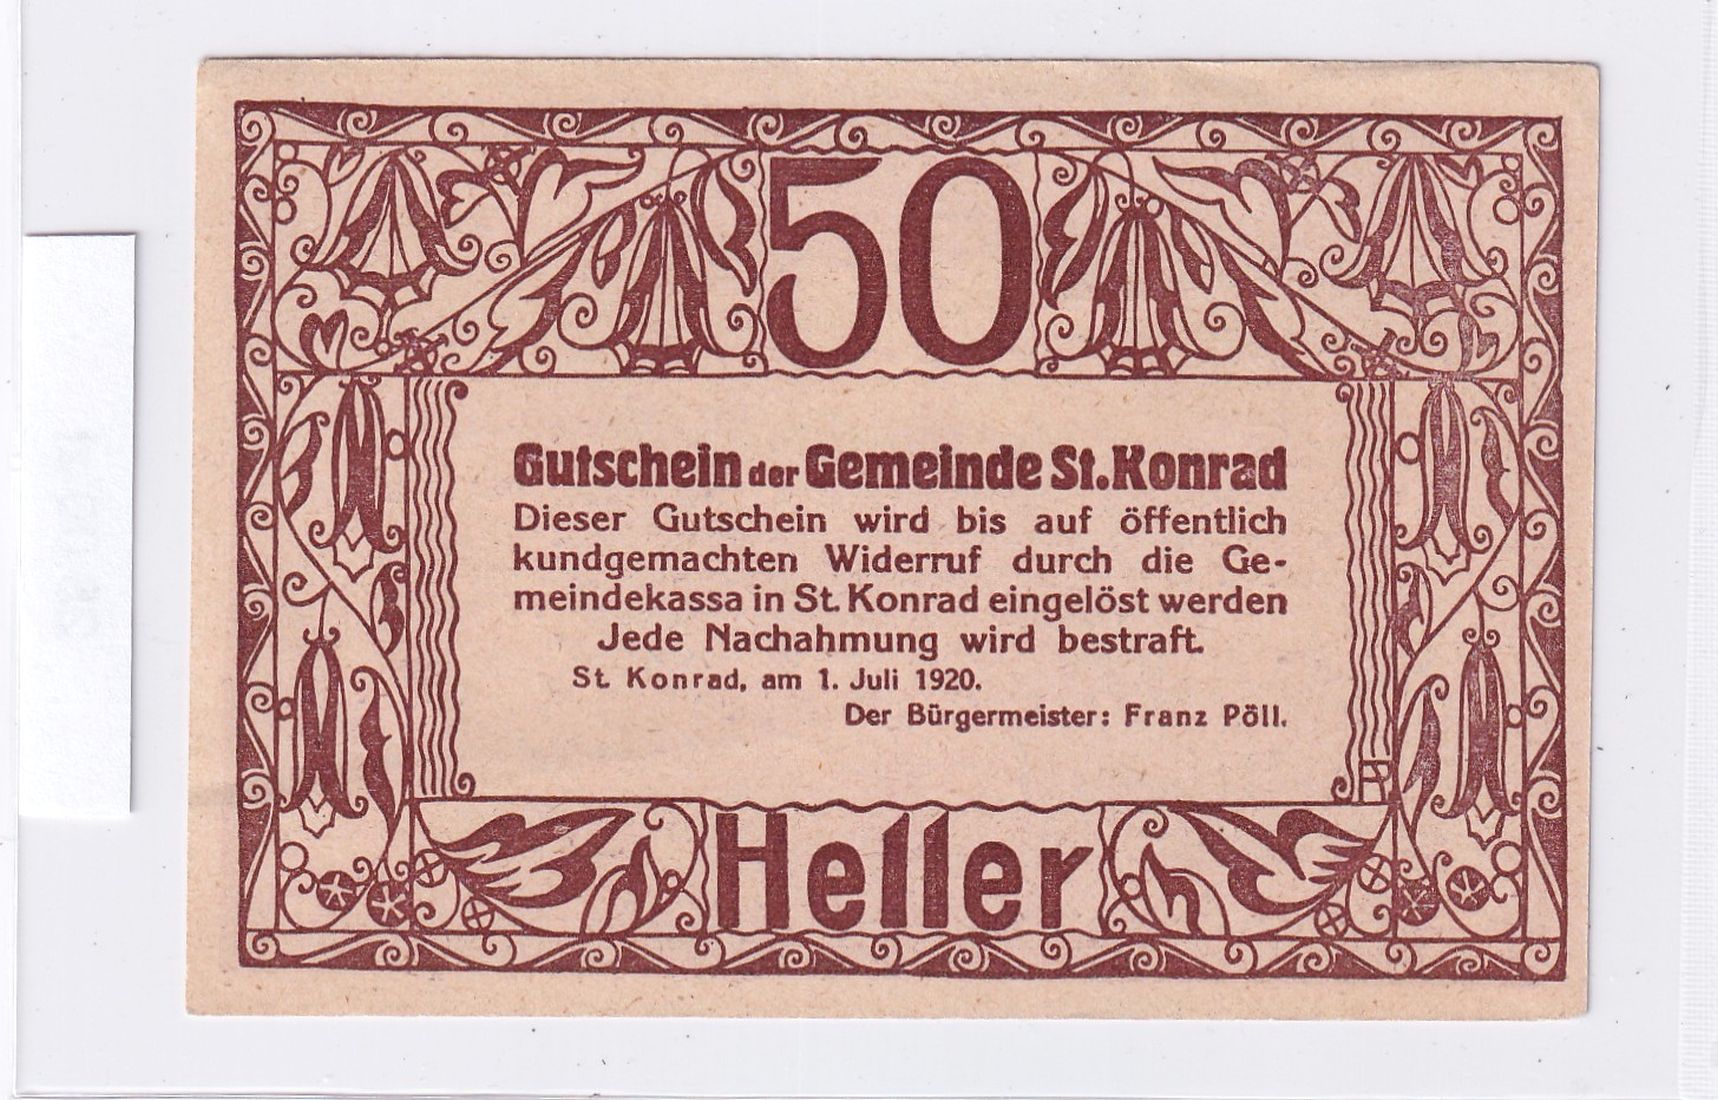 50
Gutschein der Gemeinde St. Konrad
Dieser Gutschein wird bis auf öffentlich
kundgemachten Widerruf durch die Ge-
meindekassa in St. Konrad eingelöst werden
Jede Nachahmung wird bestraft.
St. Konrad, am 1. Juli 1920.
Der Bürgermeister: Franz Pöll.
Heller